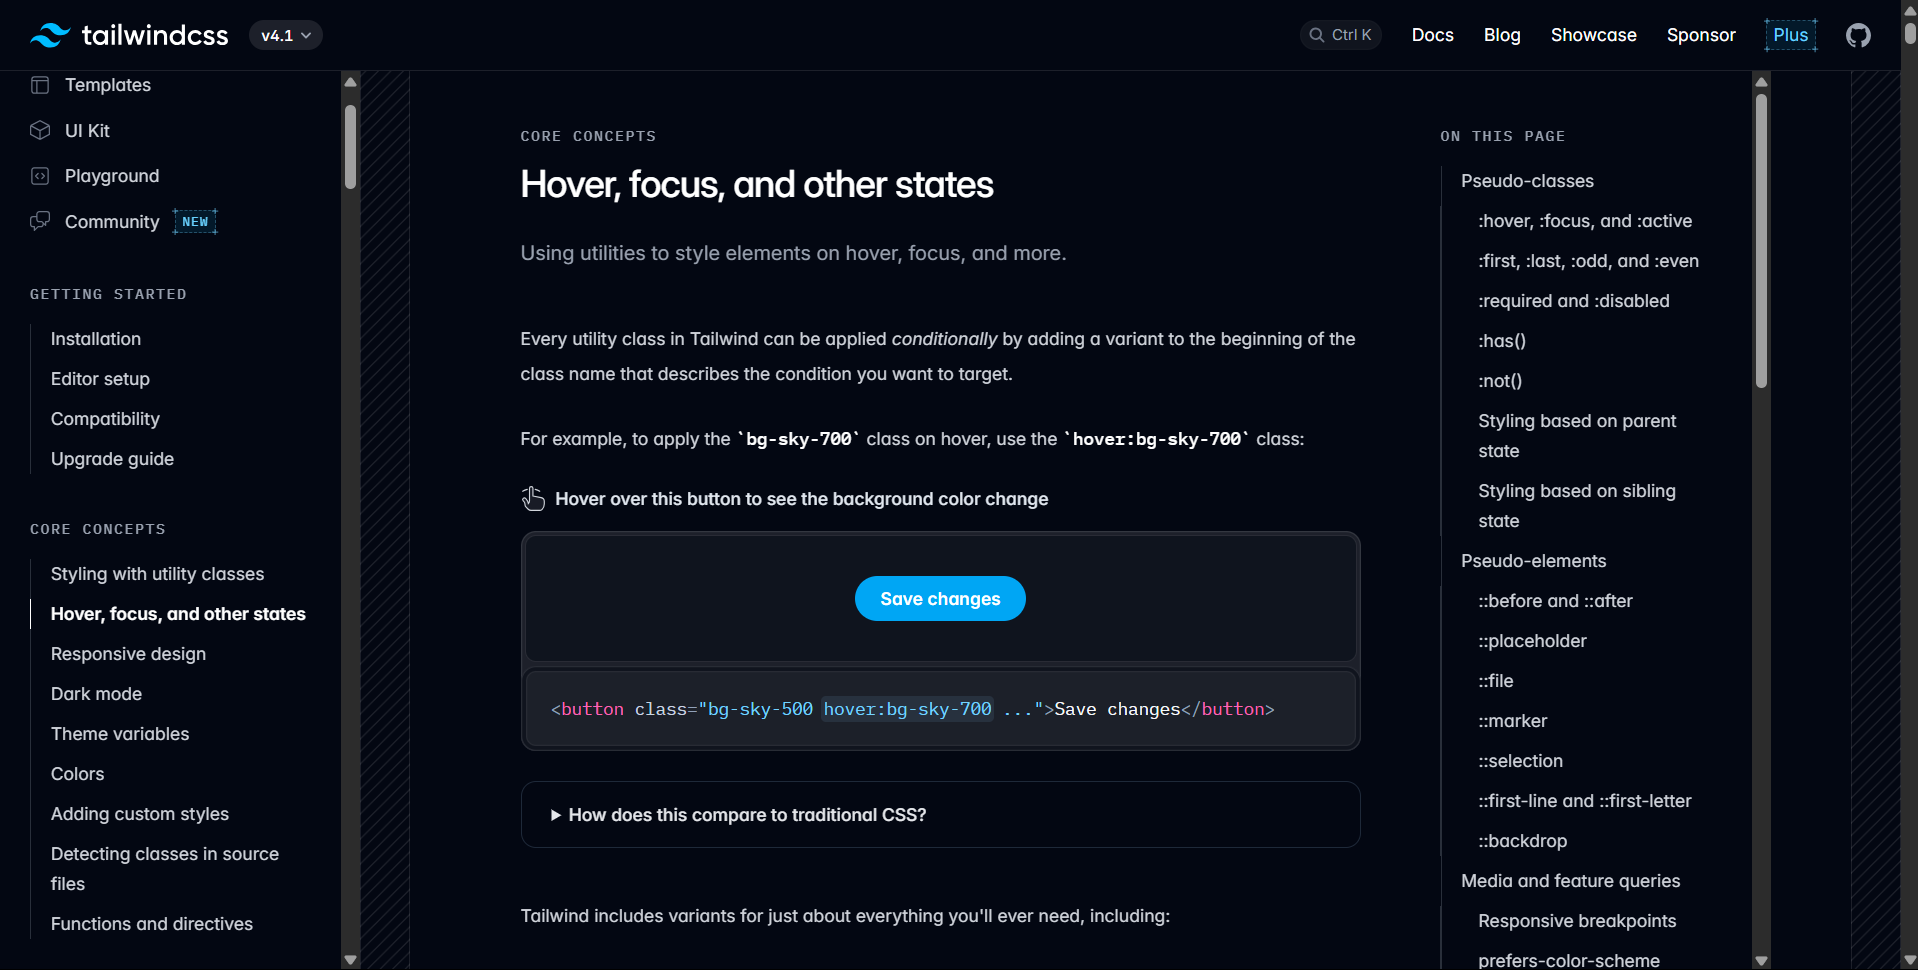 tailwindcss
v4.1
Ctrl K
Docs
Blog
Showcase
Sponsor
Plus
Templates
UI Kit
Playground
Community NEW
GETTING STARTED
Installation
Editor setup
Compatibility
Upgrade guide
CORE CONCEPTS
Styling with utility classes
Hover, focus, and other states
Responsive design
Dark mode
Theme variables
Colors
Adding custom styles
Detecting classes in source
files
Functions and directives
CORE CONCEPTS
Hover, focus, and other states
Using utilities to style elements on hover, focus, and more.
Every utility class in Tailwind can be applied conditionally by adding a variant to the beginning of the
class name that describes the condition you want to target.
For example, to apply the `bg-sky-700` class on hover, use the `hover:bg-sky-700` class:
Hover over this button to see the background color change
Save changes
<button class="bg-sky-500 hover:bg-sky-700 ...">Save changes</button>
How does this compare to traditional CSS?
Tailwind includes variants for just about everything you'll ever need, including:
ON THIS PAGE
Pseudo-classes
:hover, :focus, and :active
:first, :last, :odd, and :even
:required and :disabled
:has()
:not()
Styling based on parent
state
Styling based on sibling
state
Pseudo-elements
::before and ::after
::placeholder
::file
::marker
::selection
::first-line and ::first-letter
::backdrop
Media and feature queries
Responsive breakpoints
prefers-color-scheme